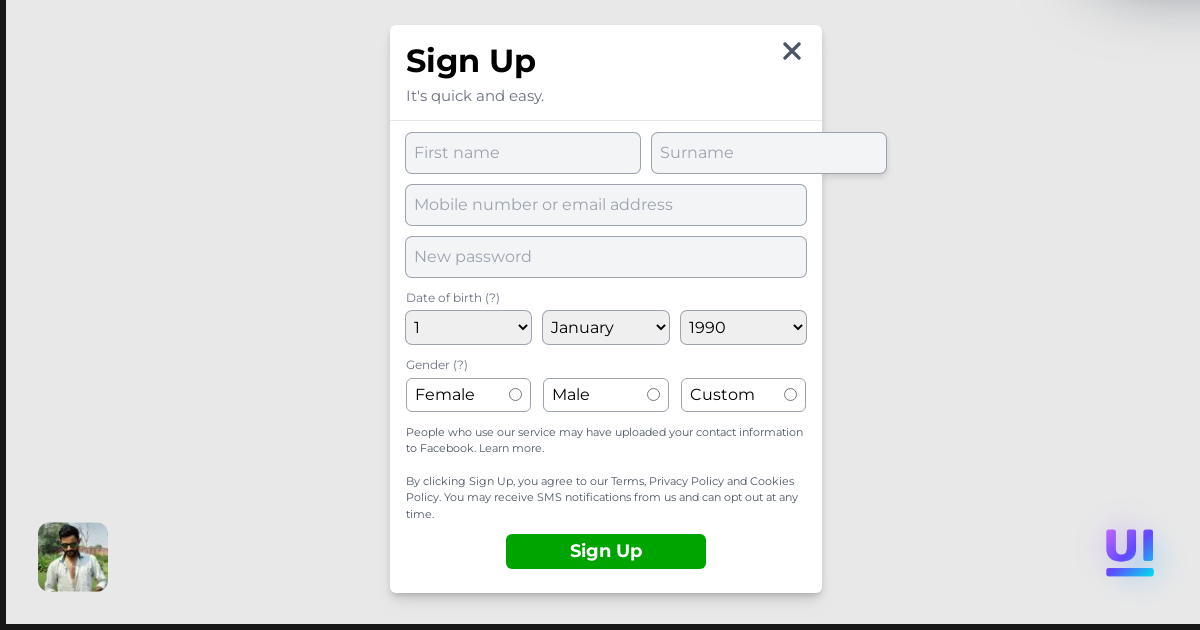 Sign Up
It's quick and easy.
First name
Surname
Mobile number or email address
New password
Date of birth (?)
1
January
1990
Gender (?)
Female
Male
Custom
People who use our service may have uploaded your contact information
to Facebook. Learn more.
By clicking Sign Up, you agree to our Terms, Privacy Policy and Cookies
Policy. You may receive SMS notifications from us and can opt out at any
time.
Sign Up
UI